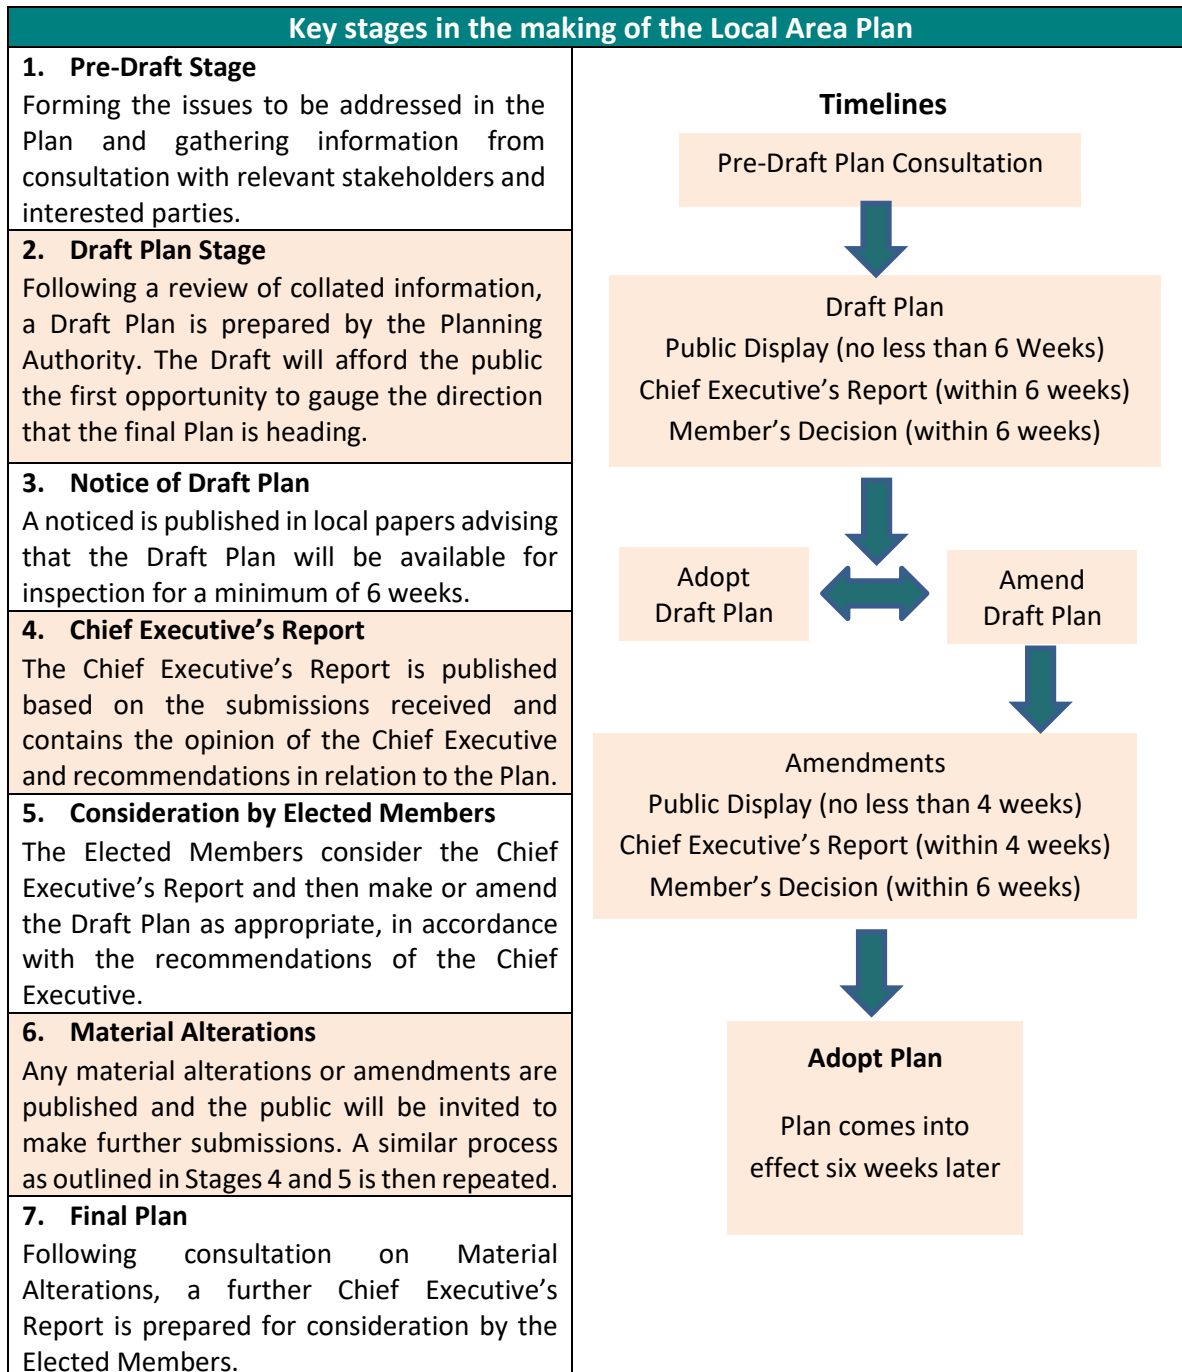 Key stages in the making of the Local Area Plan
1. Pre-Draft Stage
Forming the issues to be addressed in the
Plan and gathering information from
consultation with relevant stakeholders and
interested parties.
2. Draft Plan Stage
Following a review of collated information,
a Draft Plan is prepared by the Planning
Authority. The Draft will afford the public
the first opportunity to gauge the direction
that the final Plan is heading.
3. Notice of Draft Plan
A noticed is published in local papers advising
that the Draft Plan will be available for
inspection for a minimum of 6 weeks.
4. Chief Executive’s Report
The Chief Executive’s Report is published
based on the submissions received and
contains the opinion of the Chief Executive
and recommendations in relation to the Plan.
5. Consideration by Elected Members
The Elected Members consider the Chief
Executive’s Report and then make or amend
the Draft Plan as appropriate, in accordance
with the recommendations of the Chief
Executive.
6. Material Alterations
Any material alterations or amendments are
published and the public will be invited to
make further submissions. A similar process
as outlined in Stages 4 and 5 is then repeated.
7. Final Plan
Following consultation on Material
Alterations, a further Chief Executive’s
Report is prepared for consideration by the
Elected Members.
Timelines
Pre-Draft Plan Consultation
Draft Plan
Public Display (no less than 6 Weeks)
Chief Executive’s Report (within 6 weeks)
Member’s Decision (within 6 weeks)
Adopt
Draft Plan
Amend
Draft Plan
Amendments
Public Display (no less than 4 weeks)
Chief Executive’s Report (within 4 weeks)
Member’s Decision (within 6 weeks)
Adopt Plan
Plan comes into
effect six weeks later